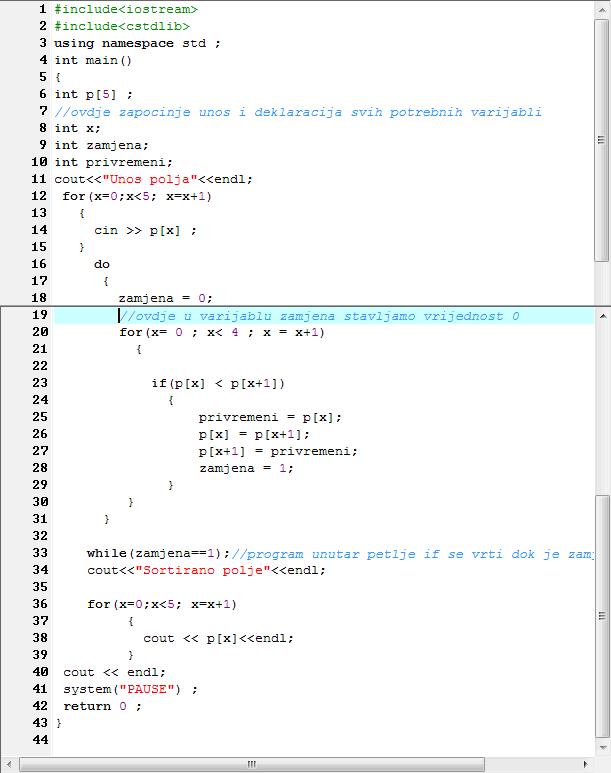 1 #include<iostream>
2 #include<cstdlib>
3 using namespace std ;
4 int main()
5 {
6 int p[5] ;
7 //ovdje zapocinje unos i deklaracija svih potrebnih varijabli
8 int x;
9 int zamjena;
10 int privremeni;
11 cout<<"Unos polja"<<endl;
12 for(x=0;x<5; x=x+1)
13 {
14 cin >> p[x] ;
15 }
16 do
17 {
18 zamjena = 0;
19 //ovdje u varijablu zamjena stavljamo vrijednost 0
20 for(x= 0 ; x< 4 ; x = x+1)
21 {
22
23 if(p[x] < p[x+1])
24 {
25 privremeni = p[x];
26 p[x] = p[x+1];
27 p[x+1] = privremeni;
28 zamjena = 1;
29 }
30 }
31 }
32
33 while(zamjena==1);//program unutar petlje if se vrti dok je
34 cout<<"Sortirano polje"<<endl;
35
36 for(x=0;x<5; x=x+1)
37 {
38 cout << p[x]<<endl;
39 }
40 cout << endl;
41 system("PAUSE") ;
42 return 0 ;
43 }
44